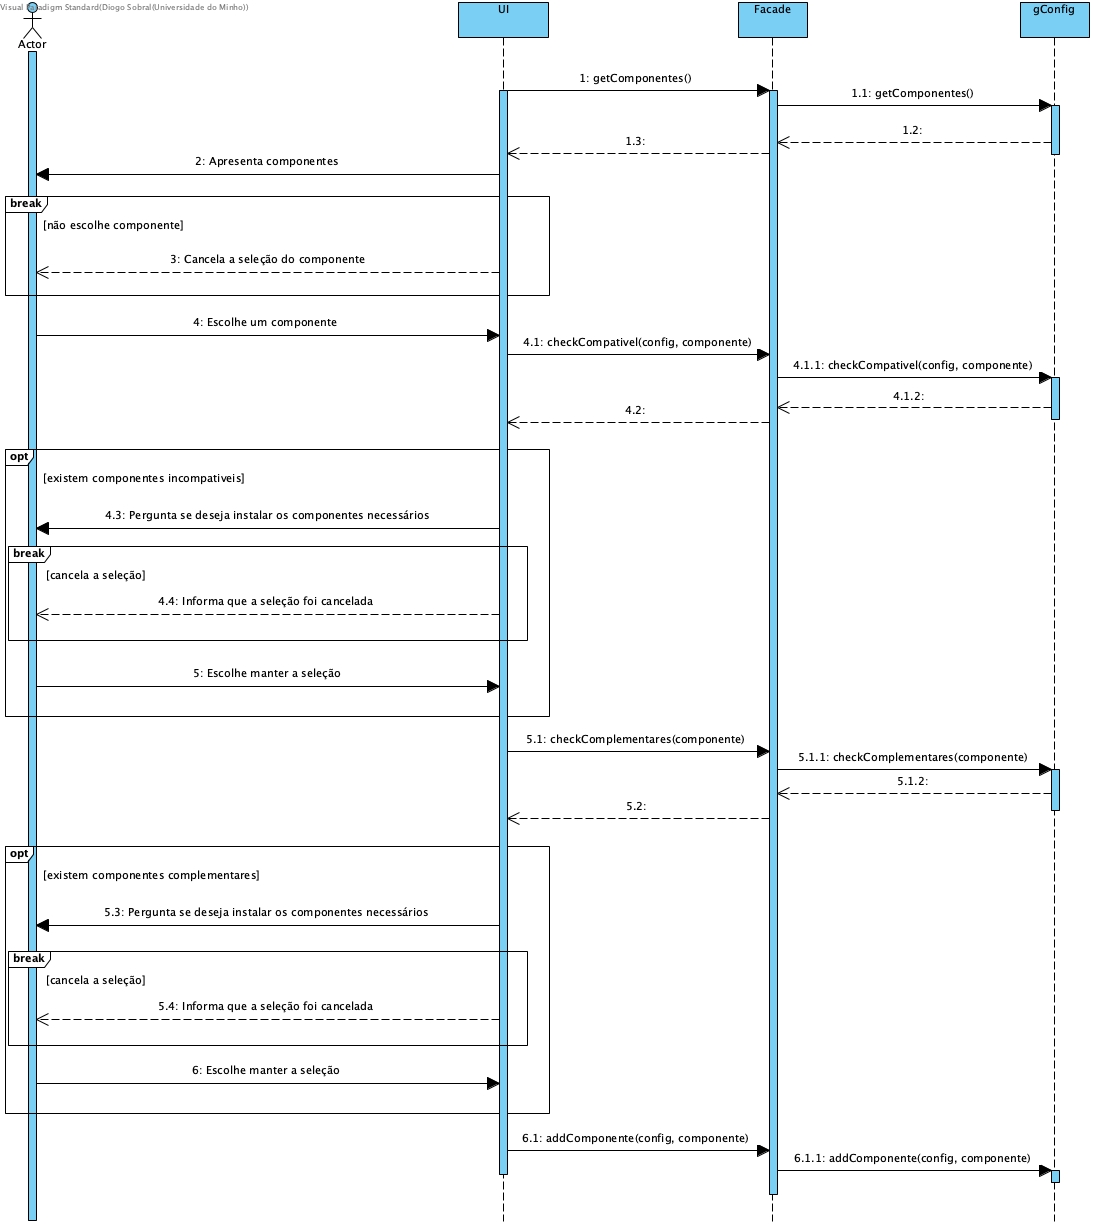 Visual Paradigm Standard(Diogo Sobral(Universidade do Minho))
Actor
UI
Facade
gConfig
1: getComponentes()
1.1: getComponentes()
1.2:
1.3:
2: Apresenta componentes
break
[não escolhe componente]
3: Cancela a seleção do componente
4: Escolhe um componente
4.1: checkCompativel(config, componente)
4.1.1: checkCompativel(config, componente)
4.1.2:
4.2:
opt
[existem componentes incompativeis]
4.3: Pergunta se deseja instalar os componentes necessários
break
[cancela a seleção]
4.4: Informa que a seleção foi cancelada
5: Escolhe manter a seleção
5.1: checkComplementares(componente)
5.1.1: checkComplementares(componente)
5.1.2:
5.2:
opt
[existem componentes complementares]
5.3: Pergunta se deseja instalar os componentes necessários
break
[cancela a seleção]
5.4: Informa que a seleção foi cancelada
6: Escolhe manter a seleção
6.1: addComponente(config, componente)
6.1.1: addComponente(config, componente)